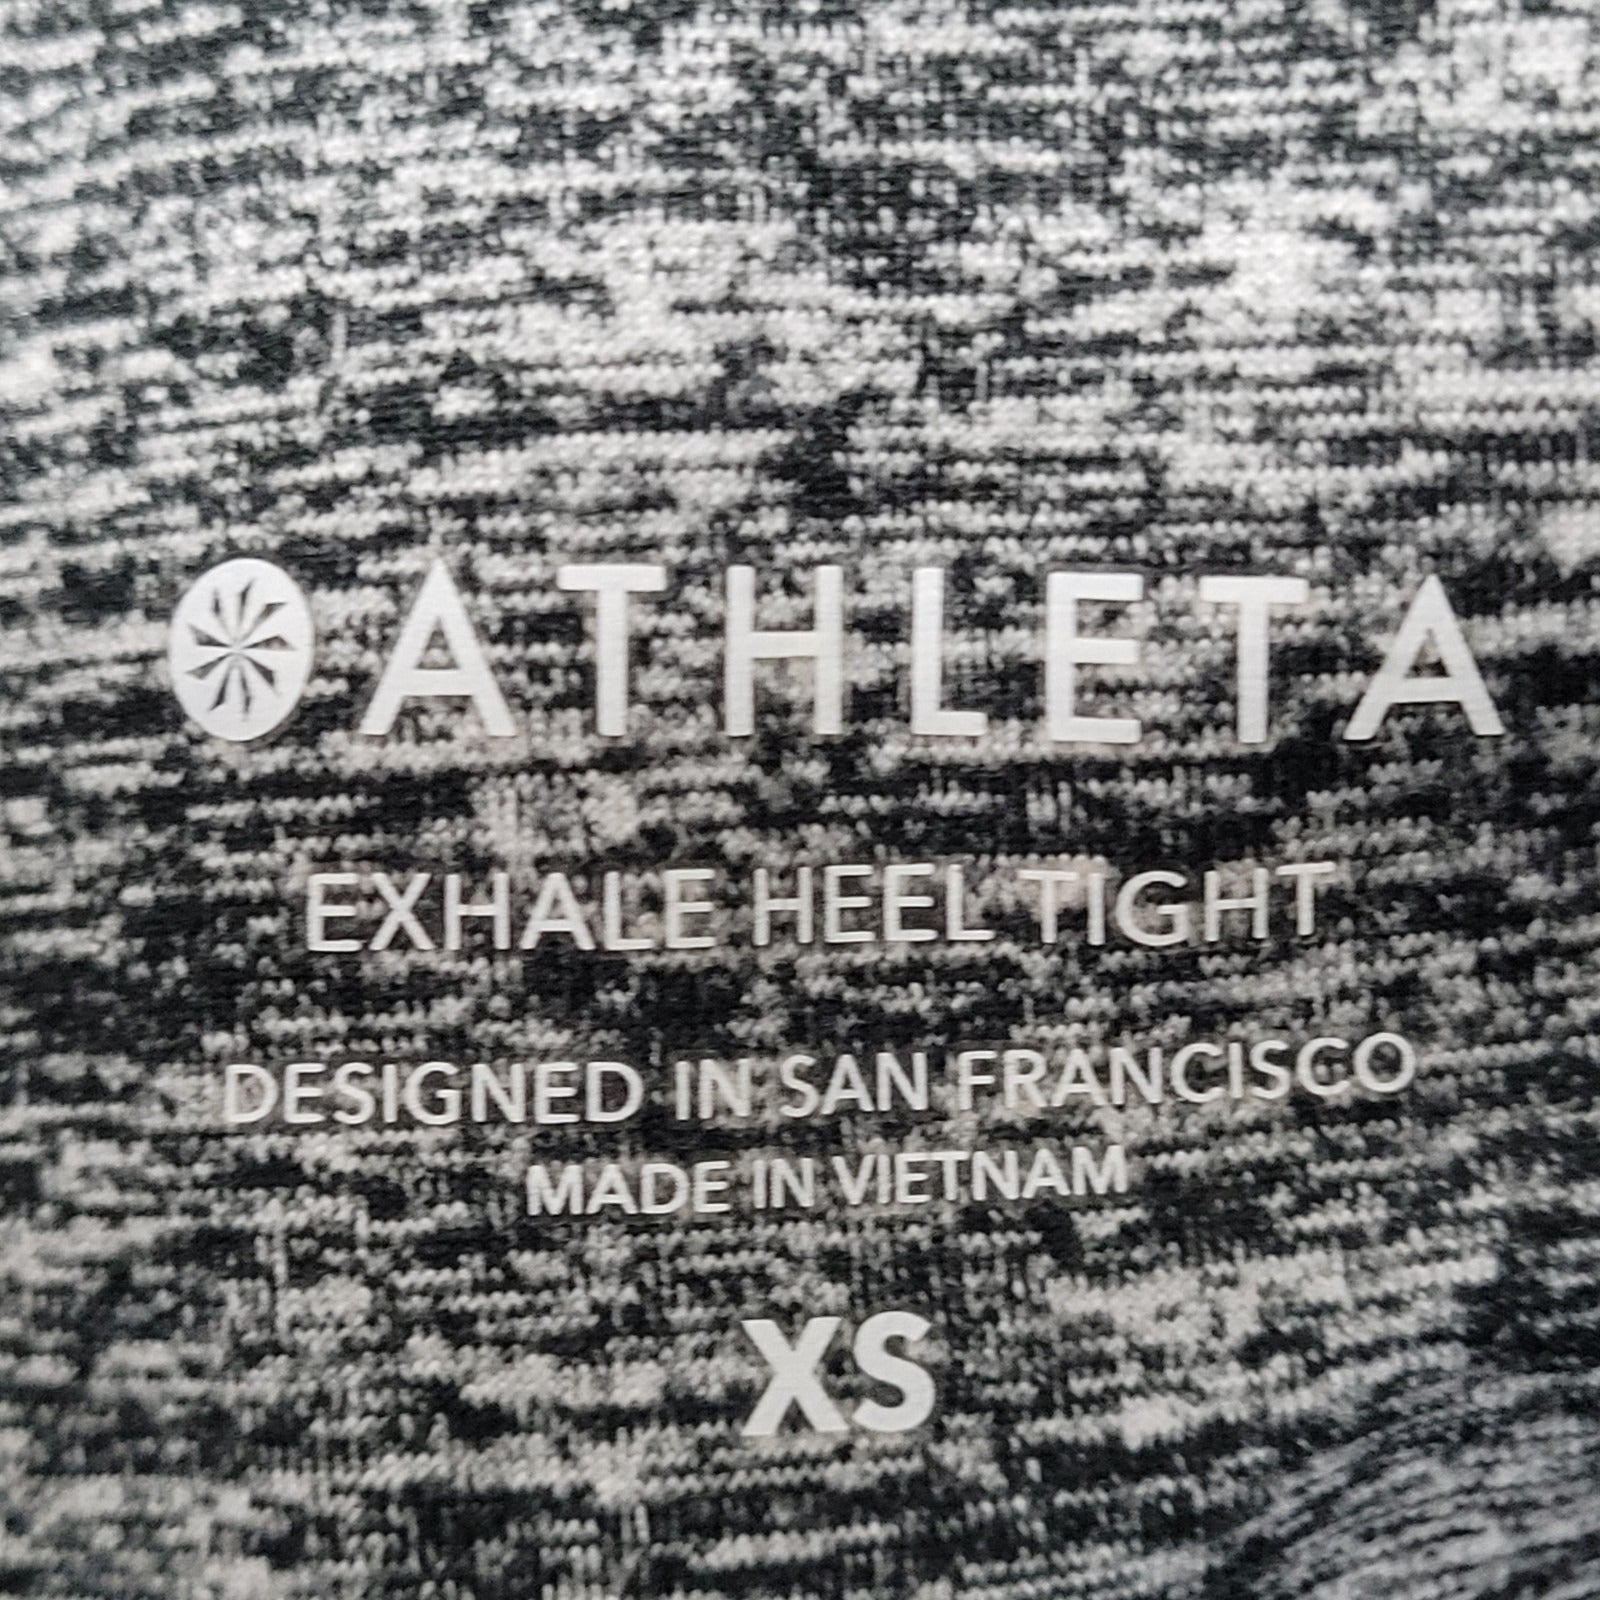 ATHLETA
EXHALE HEEL TIGHT
DESIGNED IN SAN FRANCISCO
MADE IN VIETNAM
XS